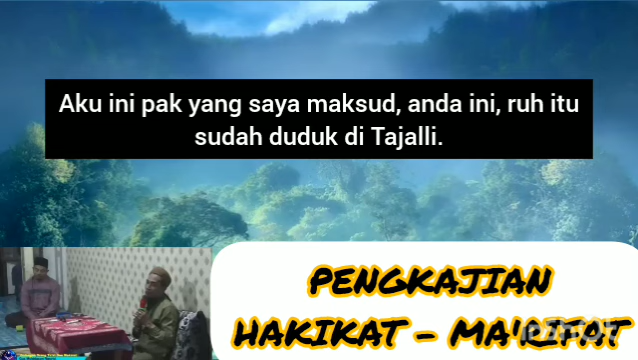 Aku ini pak yang saya maksud, anda ini, ruh itu
sudah duduk di Tajalli.
PENGKAJIAN
HAKIKAT - MA'RIFAT